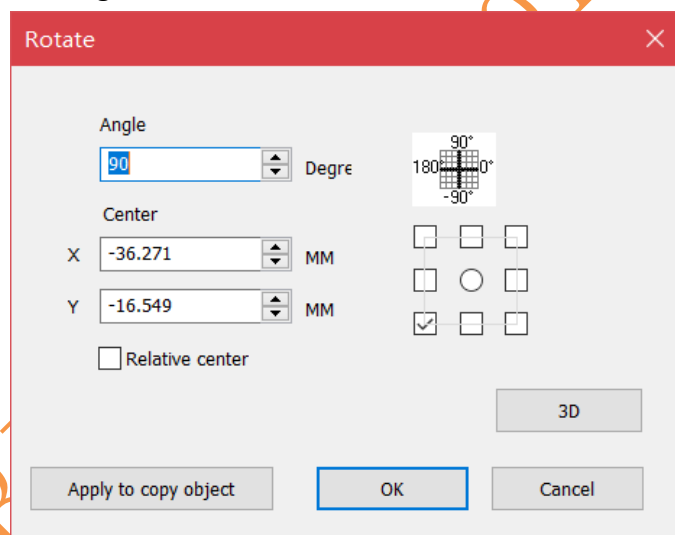 Rotate
Angle
90 Degre
Center
X -36.271 MM
Y -16.549 MM
Relative center
90°
180° 0°
-90°
3D
Apply to copy object OK Cancel